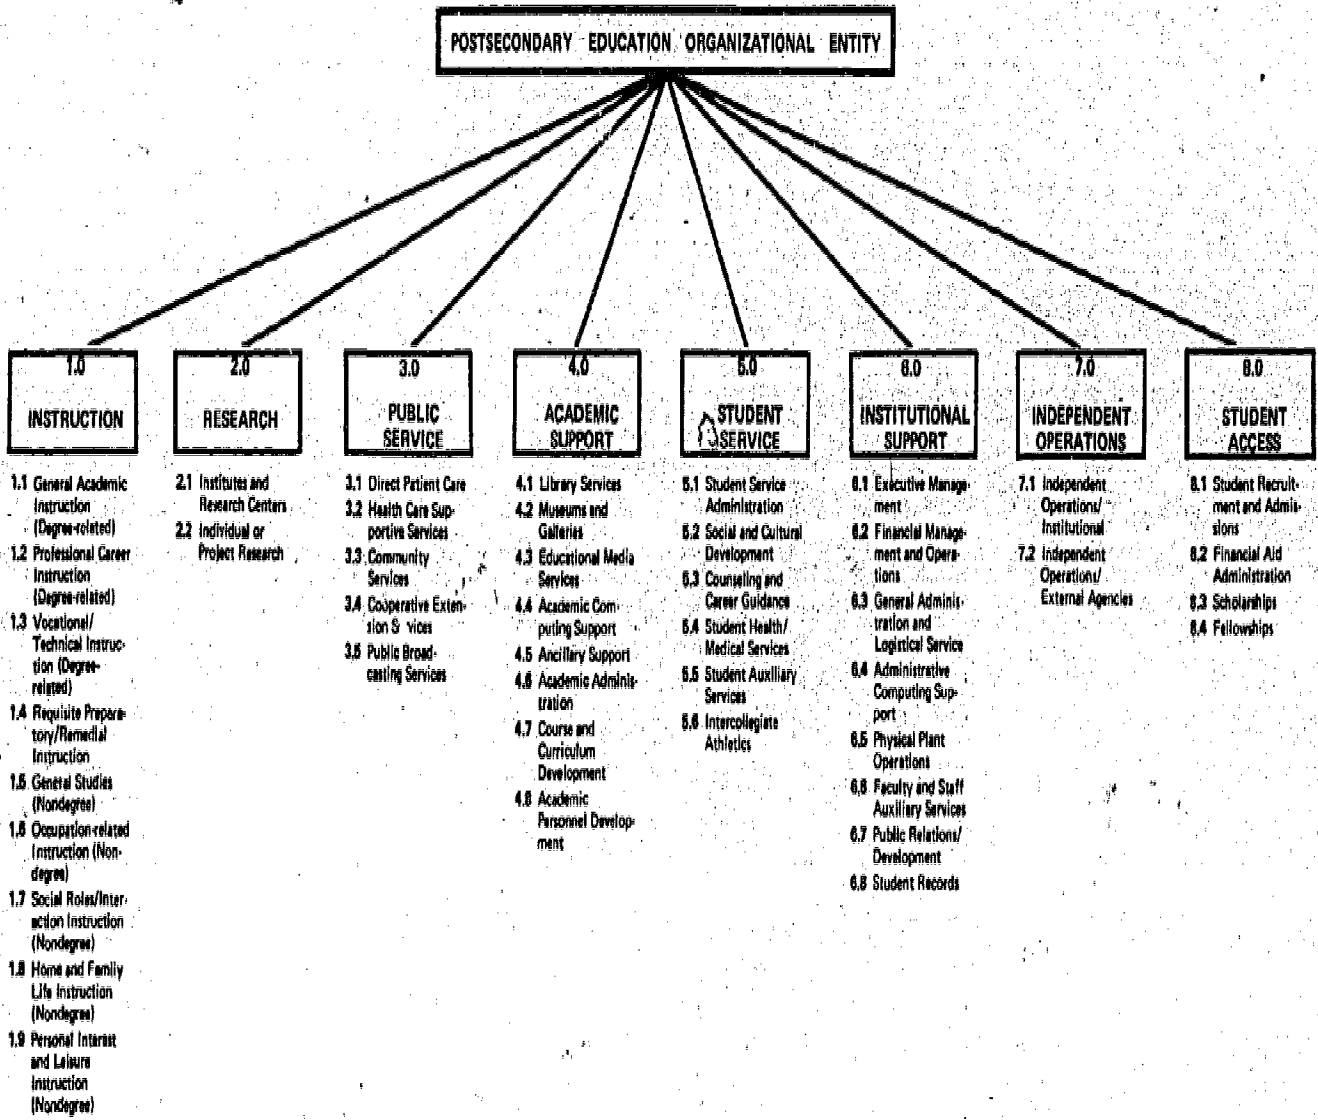 POSTSECONDARY EDUCATION ORGANIZATIONAL ENTITY
1.0
INSTRUCTION
1.1 General Academic
Instruction
(Degree-related)
1.2 Professional Career
Instruction
(Degree-related)
1.3 Vocational/
Technical Instruc-
tion (Degree-
related)
1.4 Requisite Prepara-
tory/Remedial
Instruction
1.5 General Studies
(Nondegree)
1.6 Occupation-related
Instruction (Non-
degree)
1.7 Social Roles/Inter-
action Instruction
(Nondegree)
1.8 Home and Family
Life Instruction
(Nondegree)
1.9 Personal Interest
and Leisure
Instruction
(Nondegree)
2.0
RESEARCH
2.1 Institutes and
Research Centers
2.2 Individual or
Project Research
3.0
PUBLIC
SERVICE
3.1 Direct Patient Care
3.2 Health Care Sup-
portive Services
3.3 Community
Services
3.4 Cooperative Exten-
sion S vices
3.5 Public Broad-
casting Services
4.0
ACADEMIC
SUPPORT
4.1 Library Services
4.2 Museums and
Galleries
4.3 Educational Media
Services
4.4 Academic Com-
puting Support
4.5 Ancillary Support
4.6 Academic Adminis-
tration
4.7 Course and
Curriculum
Development
4.8 Academic
Personnel Develop-
ment
5.0
STUDENT
SERVICE
5.1 Student Service
Administration
5.2 Social and Cultural
Development
5.3 Counseling and
Career Guidance
5.4 Student Health/
Medical Services
5.5 Student Auxiliary
Services
5.6 Intercollegiate
Athletics
6.0
INSTITUTIONAL
SUPPORT
6.1 Executive Manage-
ment
6.2 Financial Manage-
ment and Opera-
tions
6.3 General Adminis-
tration and
Logistical Service
6.4 Administrative
Computing Sup-
port
6.5 Physical Plant
Operations
6.6 Faculty and Staff
Auxiliary Services
6.7 Public Relations/
Development
6.8 Student Records
7.0
INDEPENDENT
OPERATIONS
7.1 Independent
Operations/
Institutional
7.2 Independent
Operations/
External Agencies
8.0
STUDENT
ACCESS
8.1 Student Recruit-
ment and Admis-
sions
8.2 Financial Aid
Administration
8.3 Scholarships
8.4 Fellowships